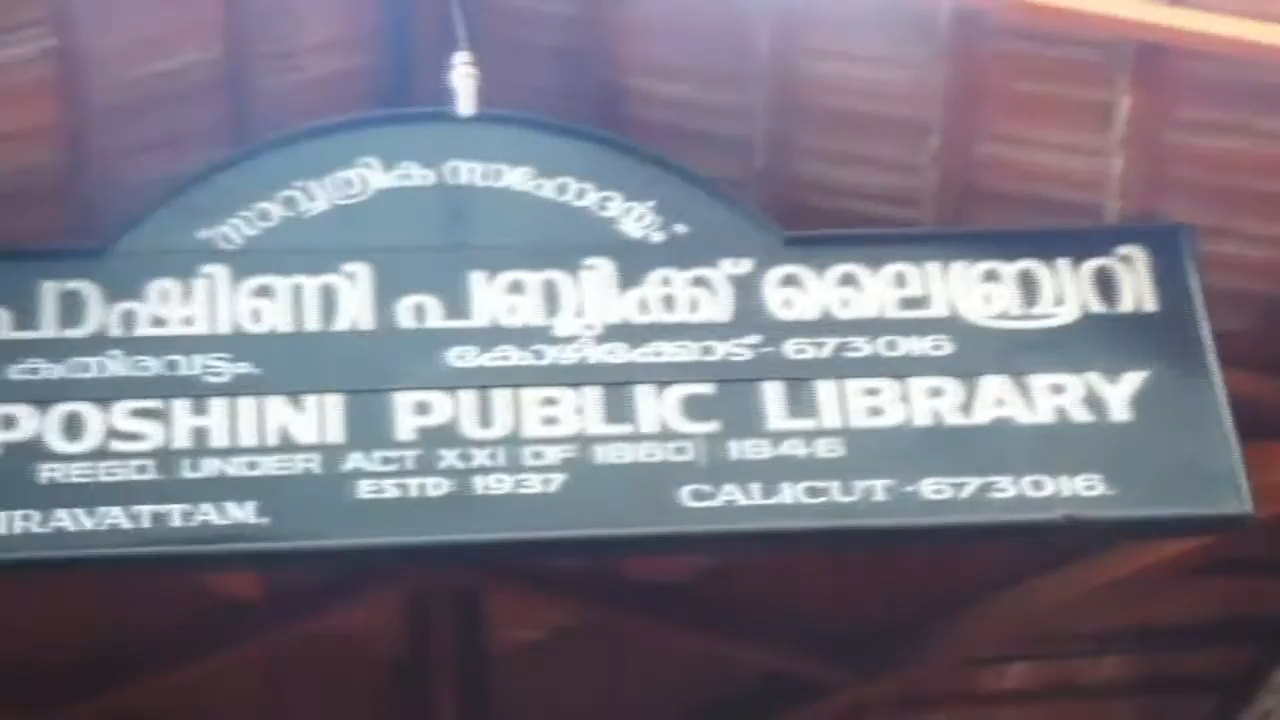 സാർവ്വത്രിക സാഹോദര്യം
പോഷിണി പബ്ലിക്ക് ലൈബ്രറി
കുതിരവട്ടം. കോഴിക്കോട് - 673016
POSHINI PUBLIC LIBRARY
REGD. UNDER ACT XXI OF 1860/ 1946
ESTD 1937
IRAVATTAM. CALICUT - 673016.